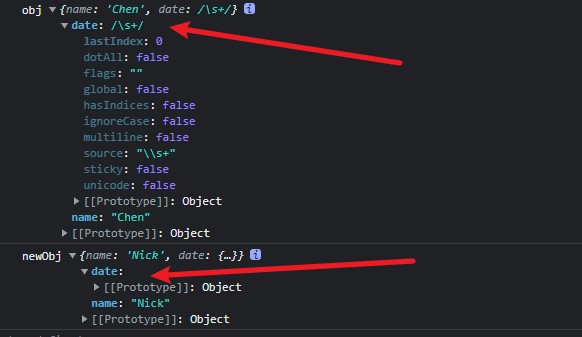 obj ▼{name: 'Chen', date: /\s+/} i
▼date: /\s+/
lastIndex: 0
dotAll: false
flags: ""
global: false
hasIndices: false
ignoreCase: false
multiline: false
source: "\\s+"
sticky: false
unicode: false
▶[[Prototype]]: Object
name: "Chen"
▶[[Prototype]]: Object
newObj ▼{name: 'Nick', date: {…}} i
▼date:
▶[[Prototype]]: Object
name: "Nick"
▶[[Prototype]]: Object